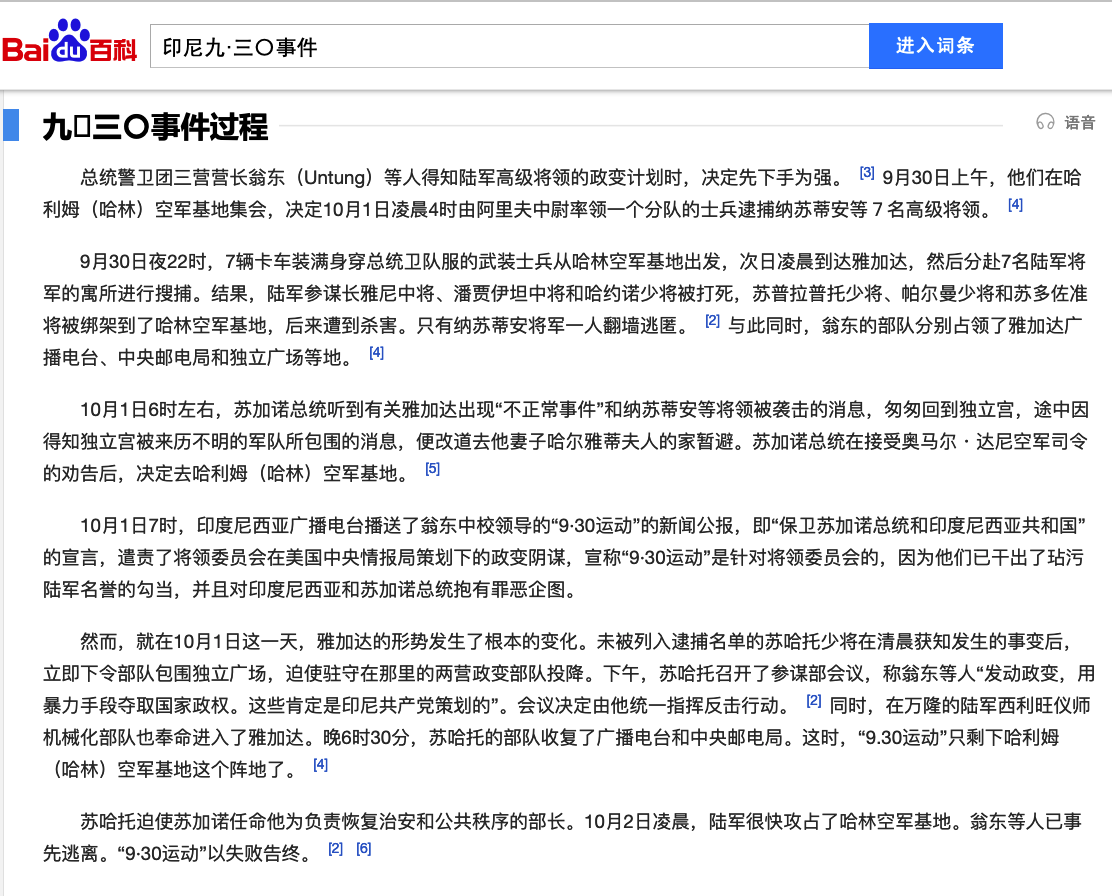 Bai du 百科
印尼九·三〇事件
进入词条
九▯三〇事件过程
语音
总统警卫团三营营长翁东（Untung）等人得知陆军高级将领的政变计划时，决定先下手为强。 [3] 9月30日上午，他们在哈
利姆（哈林）空军基地集会，决定10月1日凌晨4时由阿里夫中尉率领一个分队的士兵逮捕纳苏蒂安等 7 名高级将领。 [4]
9月30日夜22时，7辆卡车装满身穿总统卫队服的武装士兵从哈林空军基地出发，次日凌晨到达雅加达，然后分赴7名陆军将
军的寓所进行搜捕。结果，陆军参谋长雅尼中将、潘贾伊坦中将和哈约诺少将被打死，苏普拉普托少将、帕尔曼少将和苏多佐准
将被绑架到了哈林空军基地，后来遭到杀害。只有纳苏蒂安将军一人翻墙逃匿。 [2] 与此同时，翁东的部队分别占领了雅加达广
播电台、中央邮电局和独立广场等地。 [4]
10月1日6时左右，苏加诺总统听到有关雅加达出现“不正常事件”和纳苏蒂安等将领被袭击的消息，匆匆回到独立宫，途中因
得知独立宫被来历不明的军队所包围的消息，便改道去他妻子哈尔雅蒂夫人的家暂避。苏加诺总统在接受奥马尔·达尼空军司令
的劝告后，决定去哈利姆（哈林）空军基地。 [5]
10月1日7时，印度尼西亚广播电台播送了翁东中校领导的“9·30运动”的新闻公报，即“保卫苏加诺总统和印度尼西亚共和国”
的宣言，谴责了将领委员会在美国中央情报局策划下的政变阴谋，宣称“9·30运动”是针对将领委员会的，因为他们已干出了玷污
陆军名誉的勾当，并且对印度尼西亚和苏加诺总统抱有罪恶企图。
然而，就在10月1日这一天，雅加达的形势发生了根本的变化。未被列入逮捕名单的苏哈托少将在清晨获知发生的事变后，
立即下令部队包围独立广场，迫使驻守在那里的两营政变部队投降。下午，苏哈托召开了参谋部会议，称翁东等人“发动政变，用
暴力手段夺取国家政权。这些肯定是印尼共产党策划的”。会议决定由他统一指挥反击行动。 [2] 同时，在万隆的陆军西利旺仪师
机械化部队也奉命进入了雅加达。晚6时30分，苏哈托的部队收复了广播电台和中央邮电局。这时，“9.30运动”只剩下哈利姆
（哈林）空军基地这个阵地了。 [4]
苏哈托迫使苏加诺任命他为负责恢复治安和公共秩序的部长。10月2日凌晨，陆军很快攻占了哈林空军基地。翁东等人已事
先逃离。“9·30运动”以失败告终。 [2] [6]